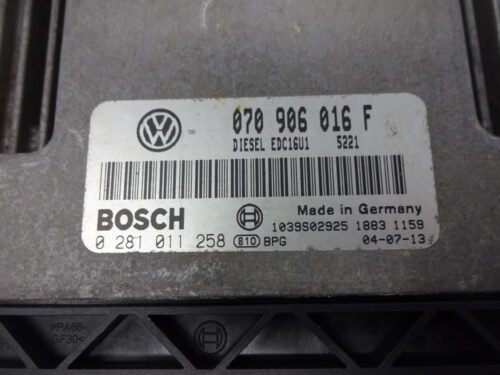 070 906 016 F
DIESEL EDC16U1 5221
BOSCH
Made in Germany
1039S02925 1883 1159
0 281 011 258 810 BPG 04-07-13
>PA66-
GF30<